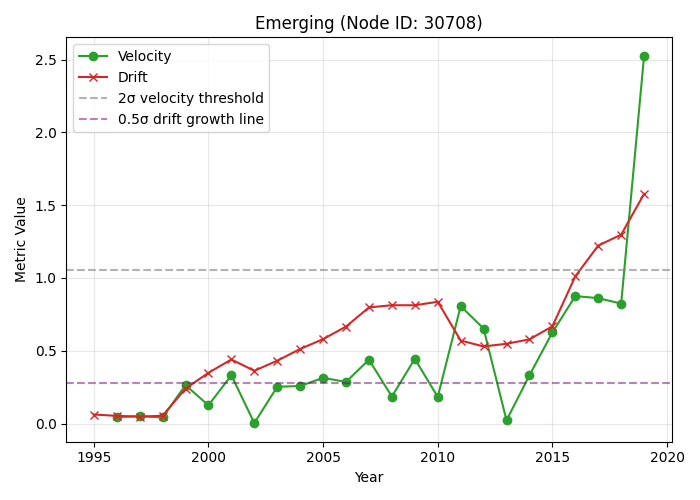 Emerging (Node ID: 30708)
Velocity
Drift
2σ velocity threshold
0.5σ drift growth line
Metric Value
2.5
2.0
1.5
1.0
0.5
0.0
1995 2000 2005 2010 2015 2020
Year